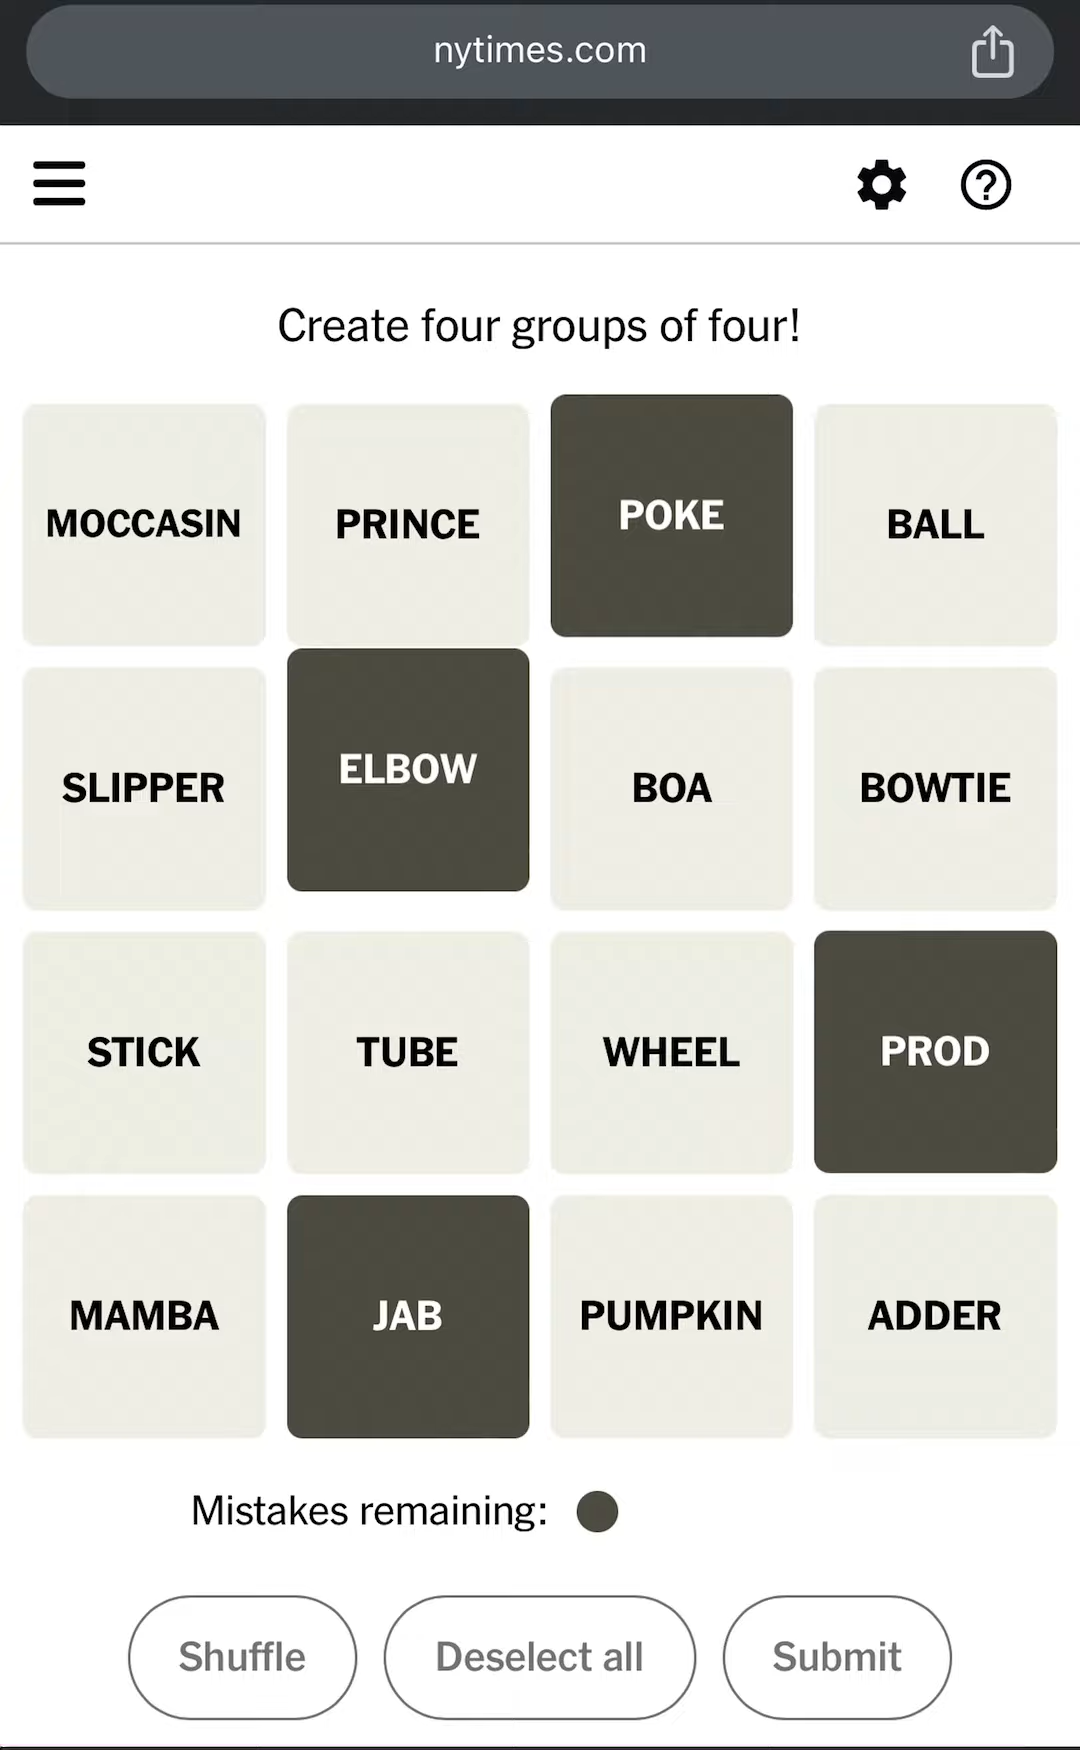 nytimes.com
Create four groups of four!
MOCCASIN PRINCE POKE BALL
SLIPPER ELBOW BOA BOWTIE
STICK TUBE WHEEL PROD
MAMBA JAB PUMPKIN ADDER
Mistakes remaining:
Shuffle Deselect all Submit